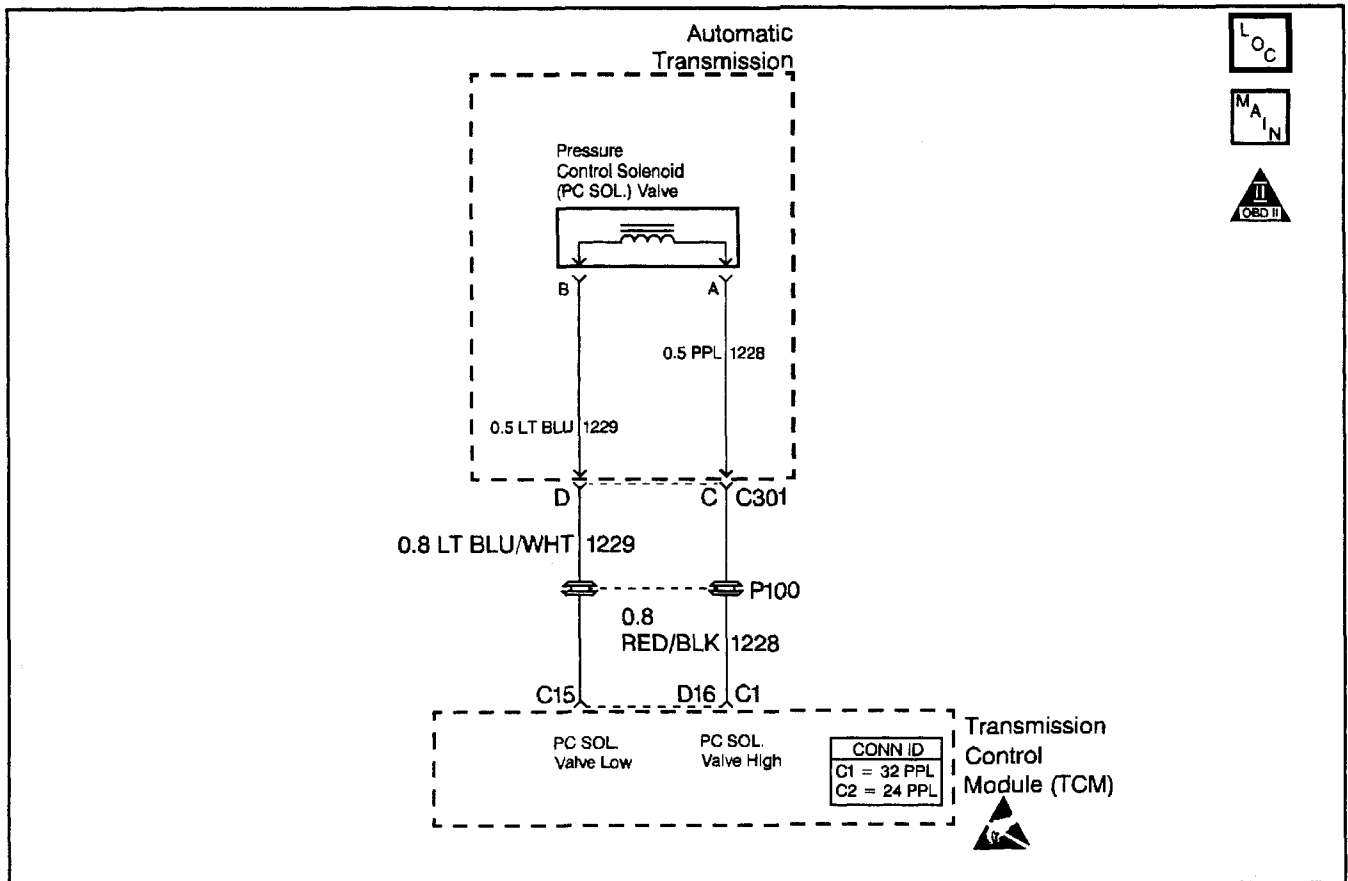 Automatic
Transmission
LOC
MAIN
II
OBD II
Pressure
Control Solenoid
(PC SOL.) Valve
B
A
0.5 PPL 1228
0.5 LT BLU 1229
D
C
C301
0.8 LT BLU/WHT 1229
P100
0.8
RED/BLK 1228
C15
D16
C1
PC SOL.
Valve Low
PC SOL.
Valve High
CONN ID
C1 = 32 PPL
C2 = 24 PPL
Transmission
Control
Module (TCM)